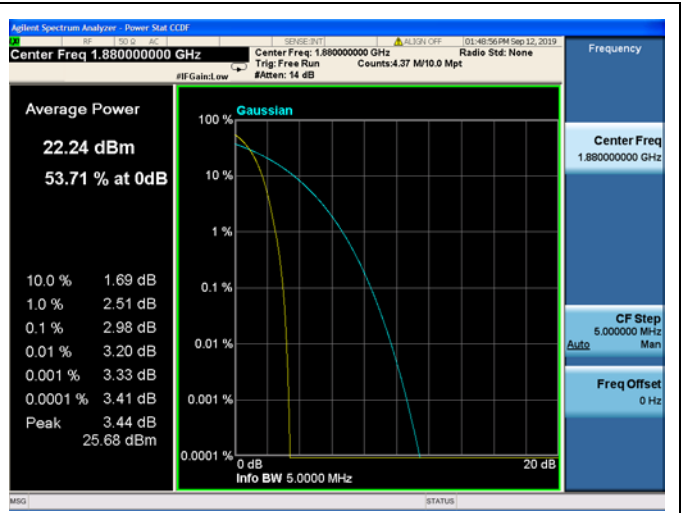 Agilent Spectrum Analyzer - Power Stat CCDF
RF 50 Ω AC SENSE:INT ALIGN OFF 01:48:56 PM Sep 12, 2019
Center Freq 1.880000000 GHz
Center Freq: 1.880000000 GHz Radio Std: None
Trig: Free Run Counts:4.37 M/10.0 Mpt
#IFGain:Low #Atten: 14 dB
Frequency
Average Power
22.24 dBm
53.71 % at 0dB
10.0 % 1.69 dB
1.0 % 2.51 dB
0.1 % 2.98 dB
0.01 % 3.20 dB
0.001 % 3.33 dB
0.0001 % 3.41 dB
Peak 3.44 dB
25.68 dBm
Gaussian
100 %
10 %
1 %
0.1 %
0.01 %
0.001 %
0.0001 %
0 dB 20 dB
Info BW 5.0000 MHz
Center Freq
1.880000000 GHz
CF Step
5.000000 MHz
Auto Man
Freq Offset
0 Hz
MSG STATUS